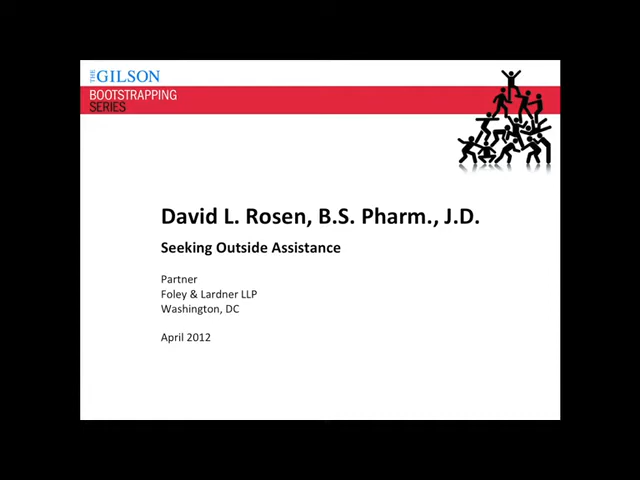 THE GILSON
BOOTSTRAPPING
SERIES
David L. Rosen, B.S. Pharm., J.D.
Seeking Outside Assistance
Partner
Foley & Lardner LLP
Washington, DC
April 2012